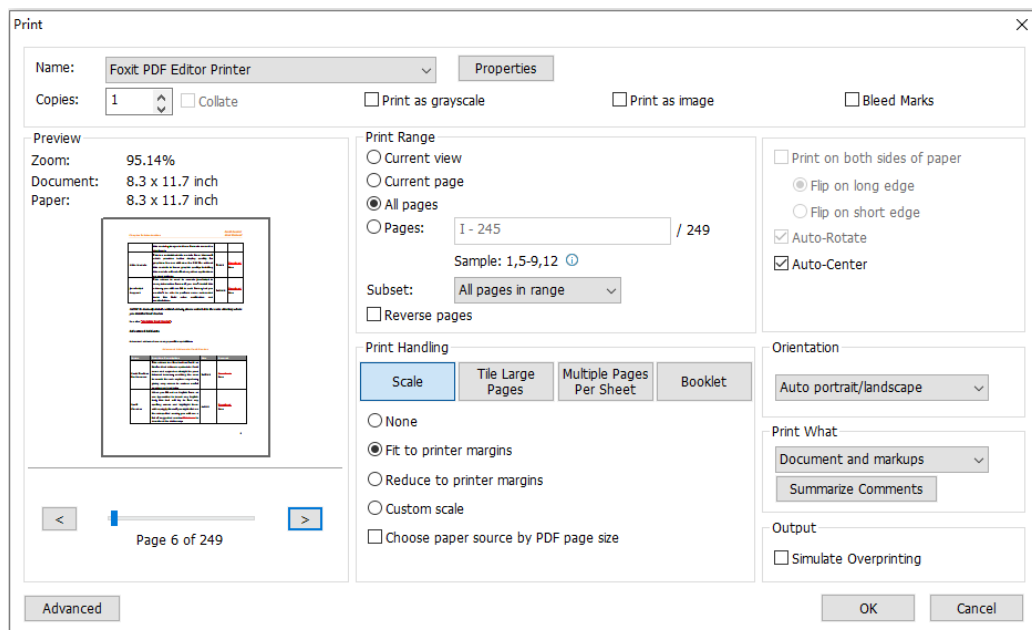 Print
Name: Foxit PDF Editor Printer Properties
Copies: 1 Collate Print as grayscale Print as image Bleed Marks
Preview
Zoom: 95.14%
Document: 8.3 x 11.7 inch
Paper: 8.3 x 11.7 inch
< >
Page 6 of 249
Print Range
Current view
Current page
All pages
Pages: I - 245 / 249
Sample: 1,5-9,12
Subset: All pages in range
Reverse pages
Print Handling
Scale
Tile Large
Pages
Multiple Pages
Per Sheet
Booklet
None
Fit to printer margins
Reduce to printer margins
Custom scale
Choose paper source by PDF page size
Print on both sides of paper
Flip on long edge
Flip on short edge
Auto-Rotate
Auto-Center
Orientation
Auto portrait/landscape
Print What
Document and markups
Summarize Comments
Output
Simulate Overprinting
Advanced OK Cancel